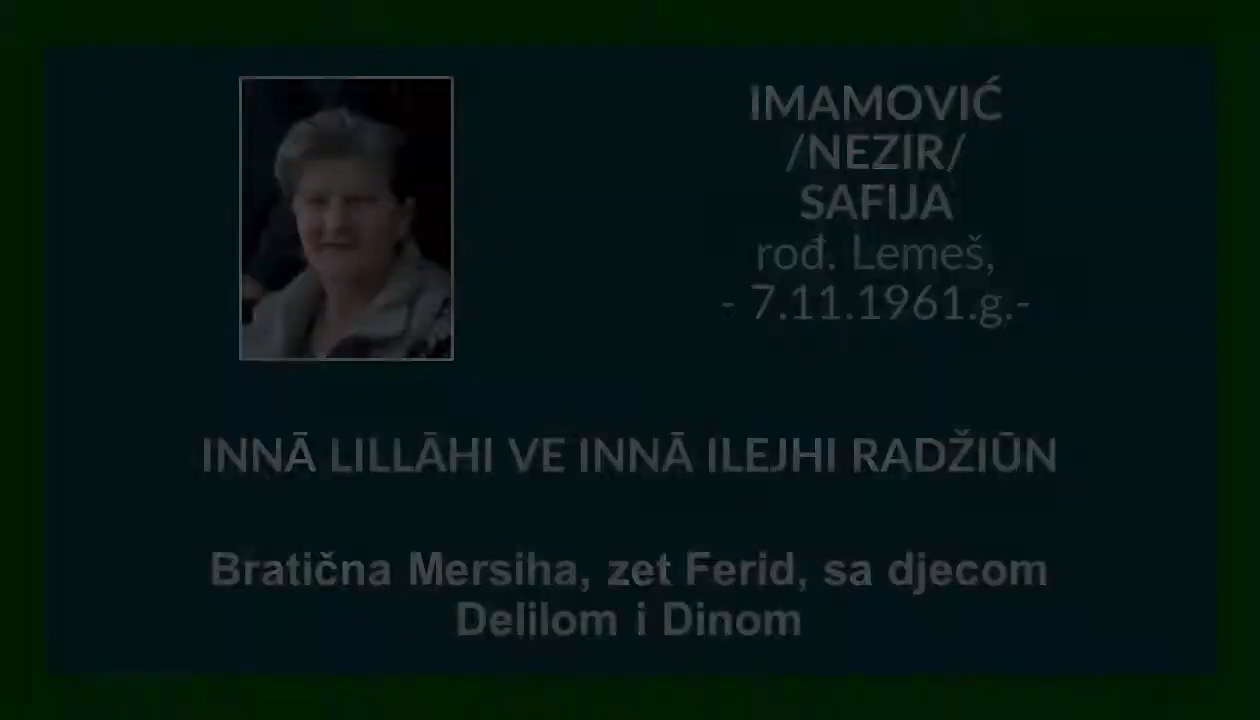 IMAMOVIĆ
/NEZIR/
SAFIJA
rođ. Lemeš,
- 7.11.1961.g.-
INNĀ LILLĀHI VE INNĀ ILEJHI RADŽIŪN
Bratična Mersiha, zet Ferid, sa djecom
Delilom i Dinom